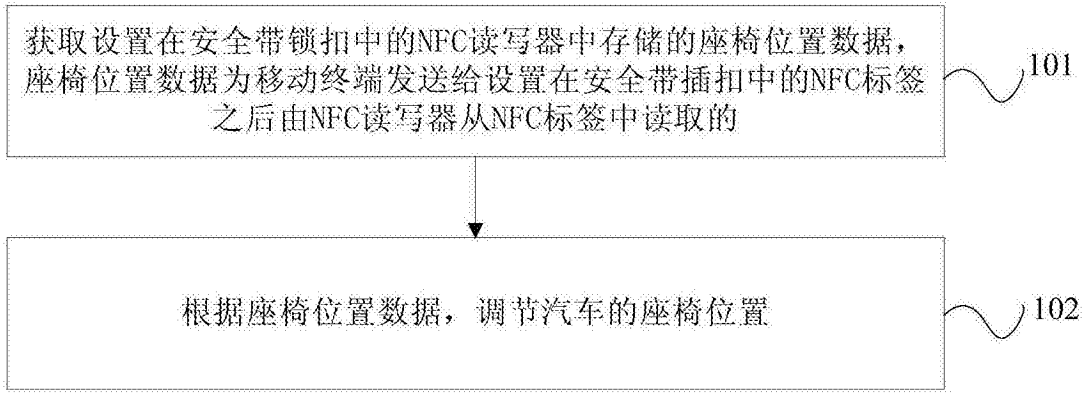 获取设置在安全带锁扣中的NFC读写器中存储的座椅位置数据，
座椅位置数据为移动终端发送给设置在安全带插扣中的NFC标签
之后由NFC读写器从NFC标签中读取的
101
根据座椅位置数据，调节汽车的座椅位置
102